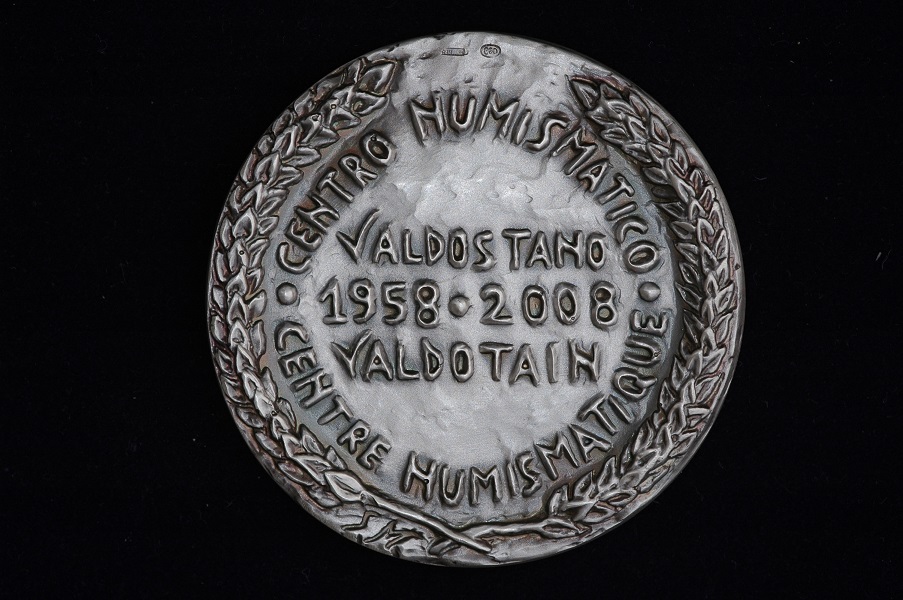 CENTRO NUMISMATICO
VALDOSTANO
1958 • 2008
VALDOTAIN
CENTRE NUMISMATIQUE